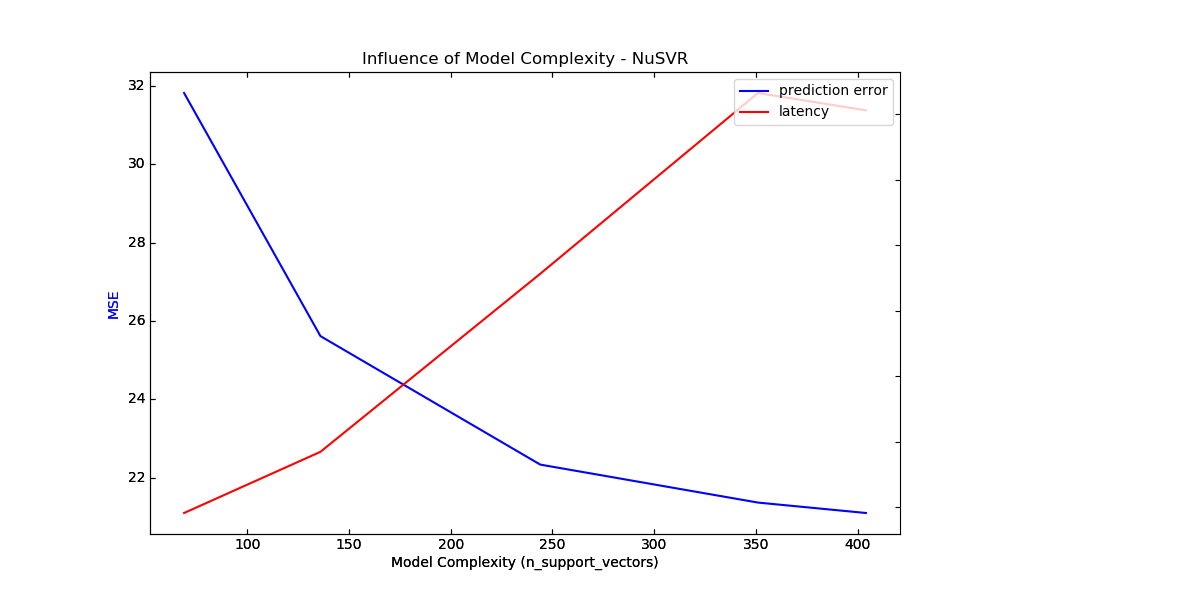 Influence of Model Complexity - NuSVR
prediction error
latency
32
30
28
26
24
22
MSE
100 150 200 250 300 350 400
Model Complexity (n_support_vectors)